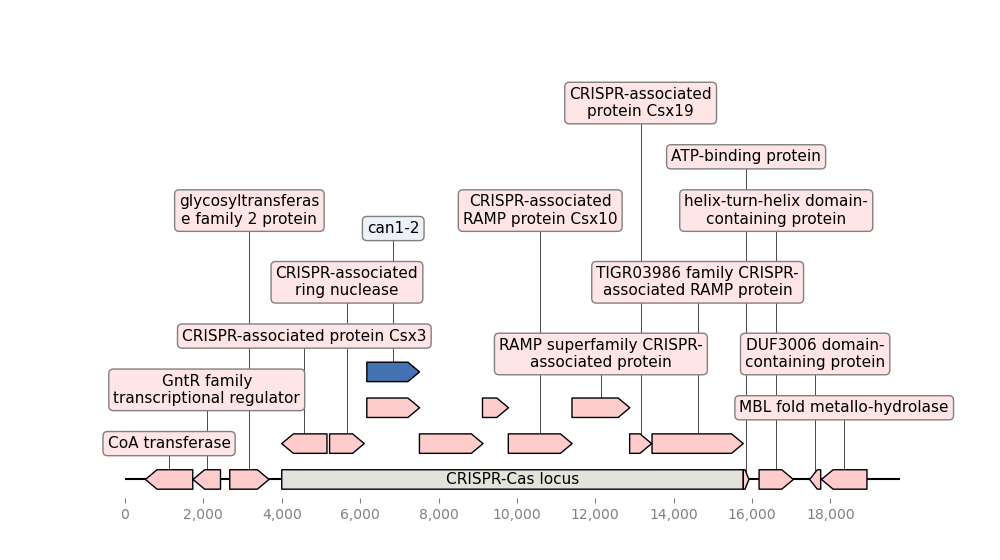 CRISPR-associated
protein Csx19
ATP-binding protein
glycosyltransferas
e family 2 protein
CRISPR-associated
RAMP protein Csx10
helix-turn-helix domain-
containing protein
can1-2
CRISPR-associated
ring nuclease
TIGR03986 family CRISPR-
associated RAMP protein
CRISPR-associated protein Csx3
RAMP superfamily CRISPR-
associated protein
DUF3006 domain-
containing protein
GntR family
transcriptional regulator
MBL fold metallo-hydrolase
CoA transferase
CRISPR-Cas locus
0 2,000 4,000 6,000 8,000 10,000 12,000 14,000 16,000 18,000